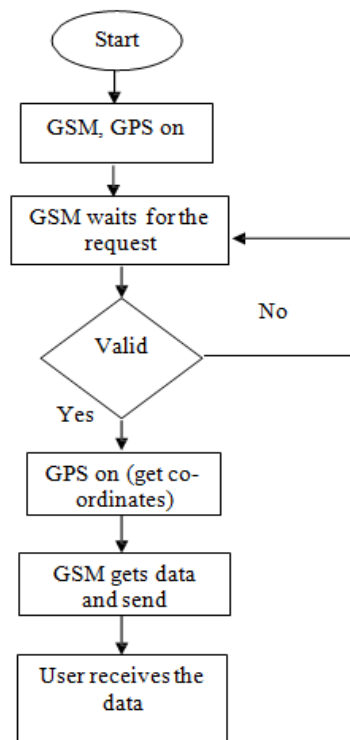 Start
GSM, GPS on
GSM waits for the
request
No
Valid
Yes
GPS on (get co-
ordinates)
GSM gets data
and send
User receives the
data